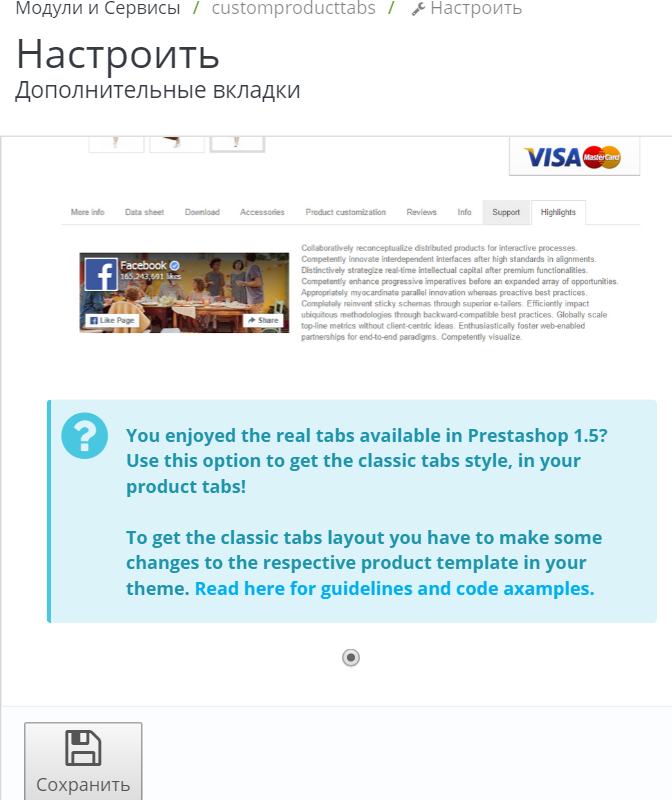 Модули и Сервисы / customproducttabs / Настроить
Настроить
Дополнительные вкладки
VISA MasterCard
More info Data sheet Download Accessories Product customization Reviews Info Support Highlights
Facebook
165,243,691 likes
Like Page Share
Collaboratively reconceptualize distributed products for interactive processes.
Competently innovate interdependent interfaces after high standards in alignments.
Distinctively strategize real-time intellectual capital after premium functionalities.
Competently enhance progressive imperatives before an expanded array of opportunities.
Appropriately myocardinate parallel innovation whereas proactive best practices.
Completely reinvent sticky schemas through superior e-tailers. Efficiently impact
ubiquitous methodologies through backward-compatible best practices. Globally scale
top-line metrics without client-centric ideas. Enthusiastically foster web-enabled
partnerships for end-to-end paradigms. Competently visualize.
You enjoyed the real tabs available in Prestashop 1.5?
Use this option to get the classic tabs style, in your
product tabs!
To get the classic tabs layout you have to make some
changes to the respective product template in your
theme. Read here for guidelines and code axamples.
Сохранить